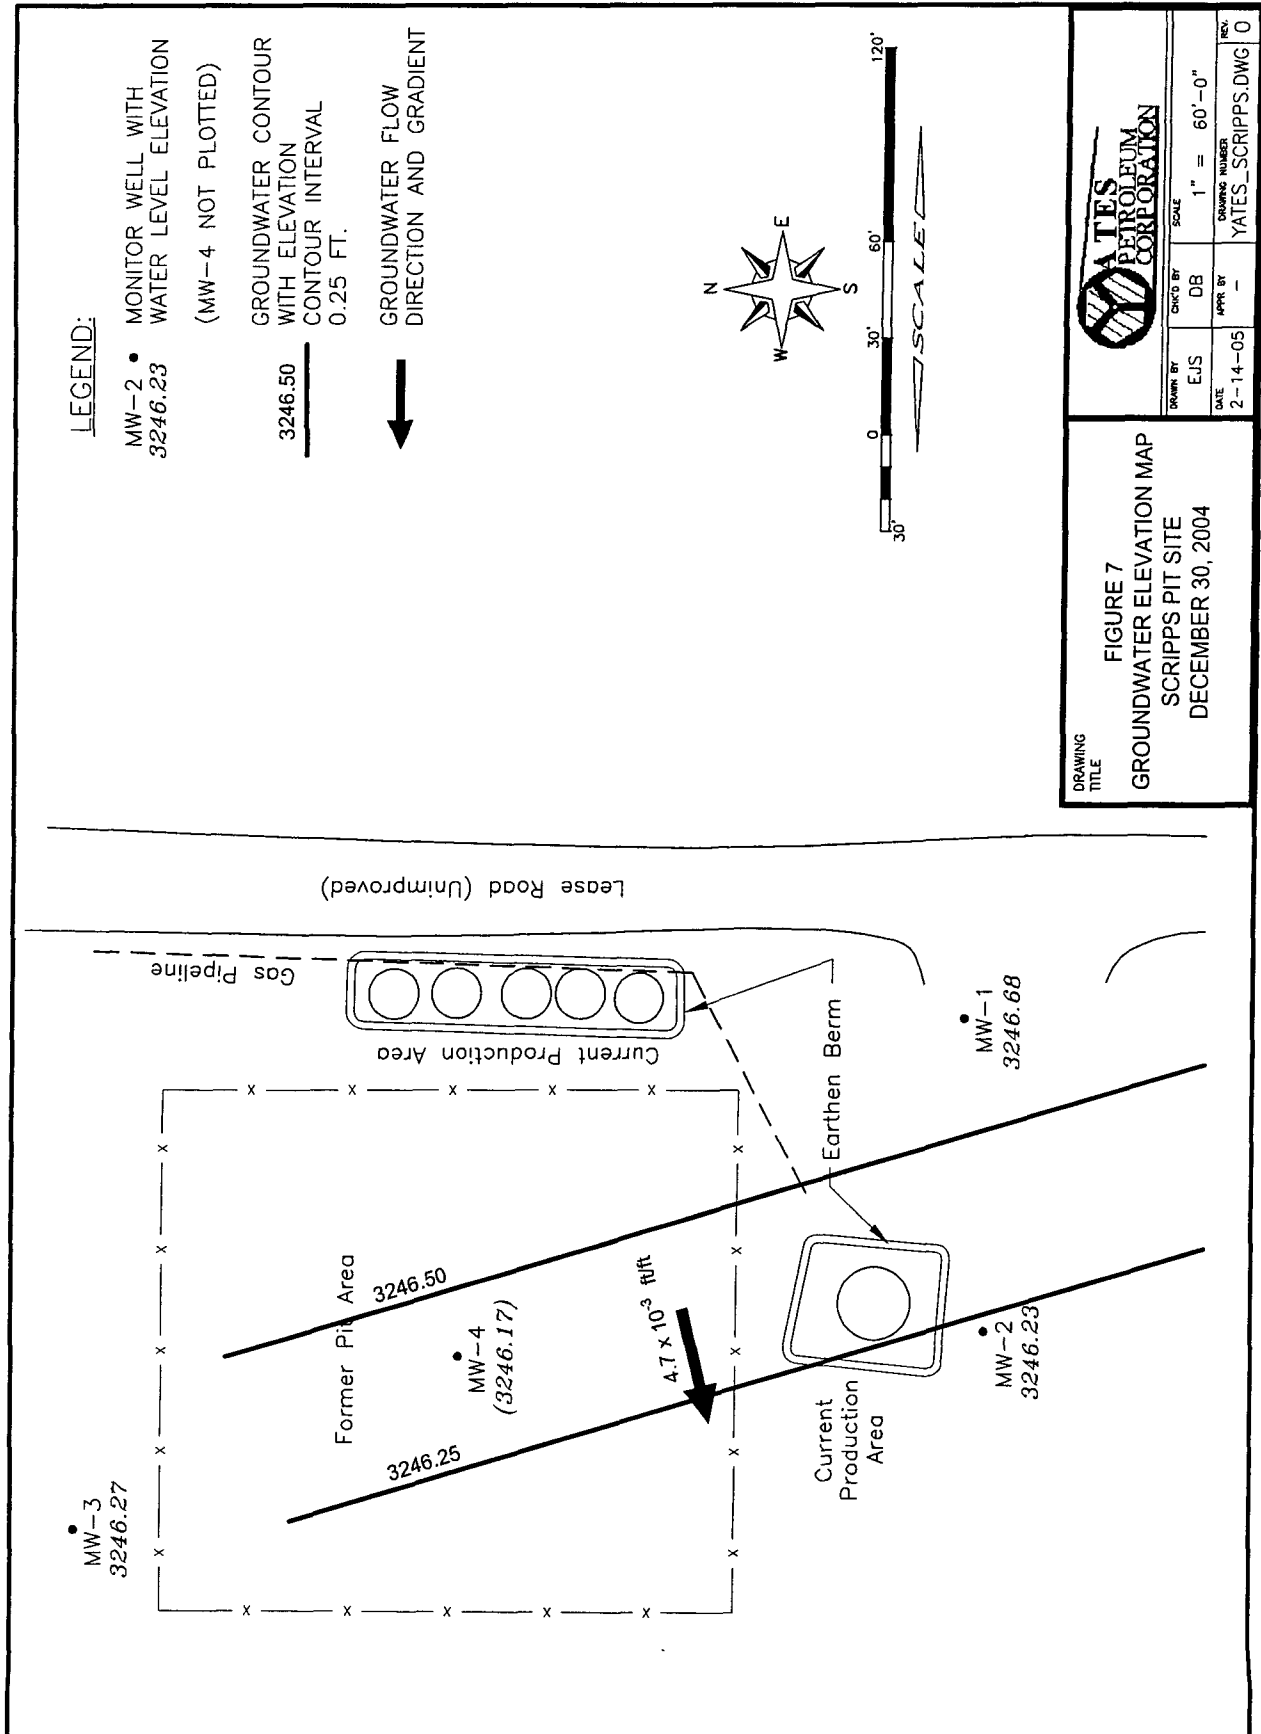 LEGEND:
MW-2
3246.23
MONITOR WELL WITH
WATER LEVEL ELEVATION
(MW-4 NOT PLOTTED)
3246.50
GROUNDWATER CONTOUR
WITH ELEVATION
CONTOUR INTERVAL
0.25 FT.
GROUNDWATER FLOW
DIRECTION AND GRADIENT
N
W
E
S
30'
0
30'
60'
120'
SCALE
MW-3
3246.27
Former Pit Area
3246.50
3246.25
MW-4
(3246.17)
4.7 x 10-3 ft/ft
Gas Pipeline
Current Production Area
Lease Road (Unimproved)
Earthen Berm
Current
Production
Area
MW-1
3246.68
MW-2
3246.23
DRAWING
TITLE
FIGURE 7
GROUNDWATER ELEVATION MAP
SCRIPPS PIT SITE
DECEMBER 30, 2004
YATES
PETROLEUM
CORPORATION
DRAWN BY
EJS
CHK'D BY
DB
SCALE
1" = 60'-0"
DATE
2-14-05
APPR BY
-
DRAWING NUMBER
YATES_SCRIPPS.DWG
REV.
0
x x x x x
x x x x x
x x x x x
x x x x x